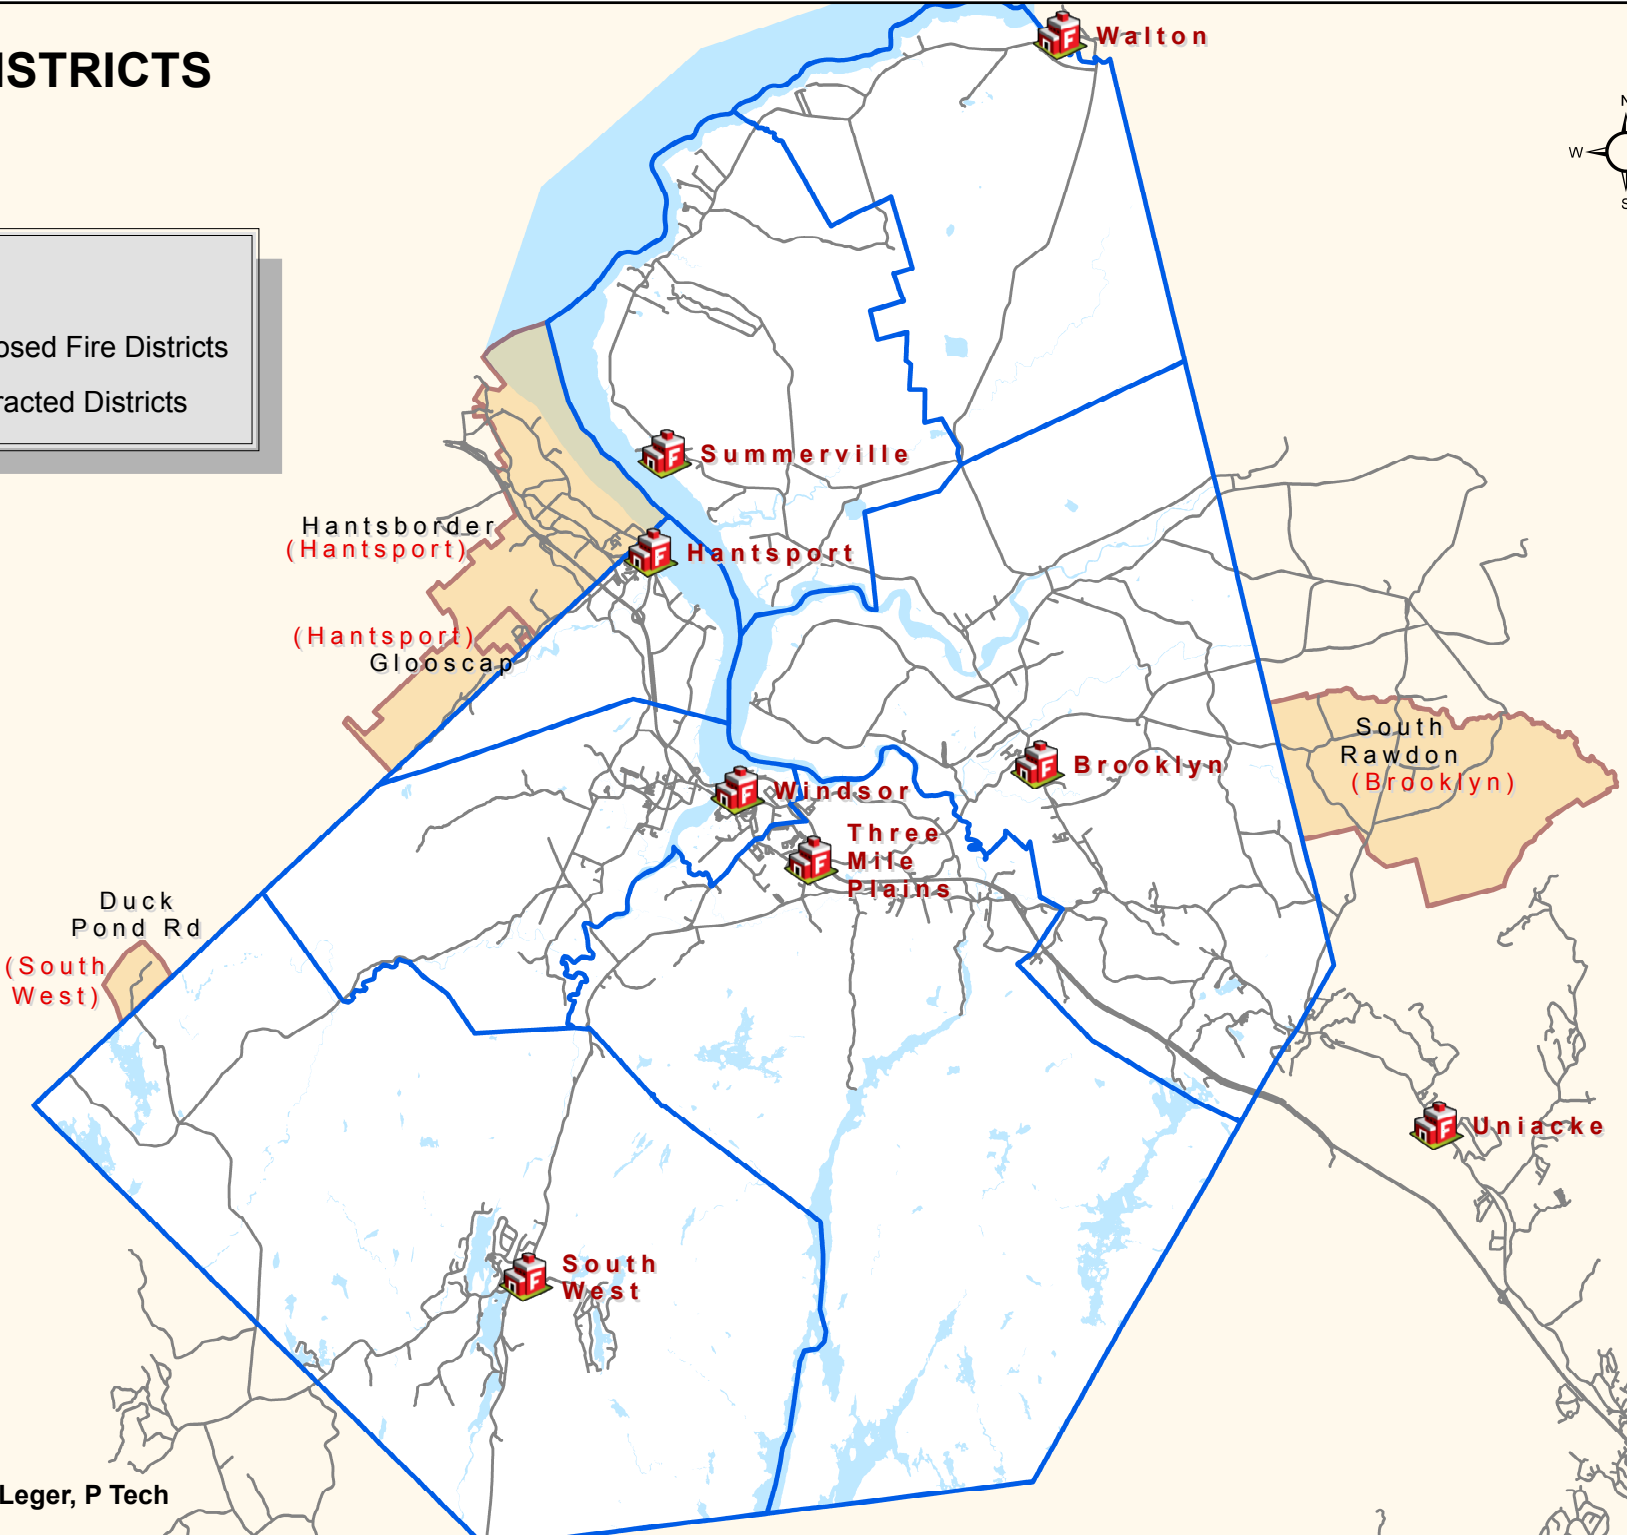 ISTRICTS
Walton
N
W
S
osed Fire Districts
racted Districts
Summerville
Hantsborder
(Hantsport)
Hantsport
(Hantsport)
Glooscap
South
Rawdon
(Brooklyn)
Brooklyn
Windsor
Three
Mile
Plains
Duck
Pond Rd
(South
West)
Uniacke
South
West
Leger, P Tech